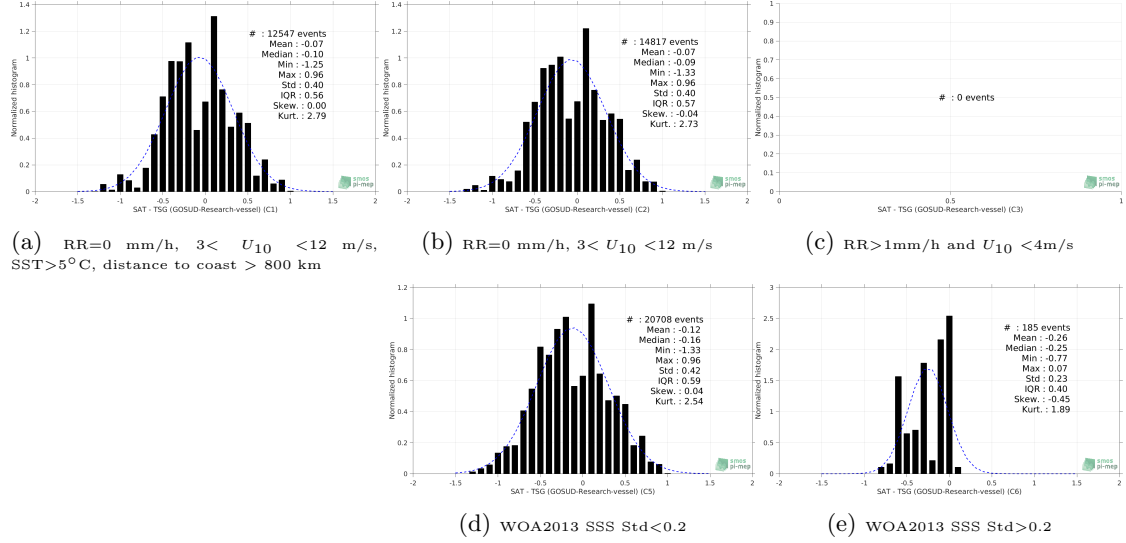 1.4
1.2
1
0.8
0.6
0.4
0.2
0
Normalized histogram
# : 12547 events
Mean : -0.07
Median : -0.10
Min : -1.25
Max : 0.96
Std : 0.40
IQR : 0.56
Skew. : 0.00
Kurt. : 2.79
smos
pi-mep
-2 -1.5 -1 -0.5 0 0.5 1 1.5 2
SAT - TSG (GOSUD-Research-vessel) (C1)
(a) RR=0 mm/h, 3< U10 <12 m/s,
SST>5°C, distance to coast > 800 km
1.4
1.2
1
0.8
0.6
0.4
0.2
0
Normalized histogram
# : 14817 events
Mean : -0.07
Median : -0.09
Min : -1.33
Max : 0.96
Std : 0.40
IQR : 0.57
Skew. : -0.04
Kurt. : 2.73
smos
pi-mep
-2 -1.5 -1 -0.5 0 0.5 1 1.5 2
SAT - TSG (GOSUD-Research-vessel) (C2)
(b) RR=0 mm/h, 3< U10 <12 m/s
1
0.9
0.8
0.7
0.6
0.5
0.4
0.3
0.2
0.1
0
Normalized histogram
# : 0 events
smos
pi-mep
0 0.5 1
SAT - TSG (GOSUD-Research-vessel) (C3)
(c) RR>1mm/h and U10 <4m/s
1.2
1
0.8
0.6
0.4
0.2
0
Normalized histogram
# : 20708 events
Mean : -0.12
Median : -0.16
Min : -1.33
Max : 0.96
Std : 0.42
IQR : 0.59
Skew. : 0.04
Kurt. : 2.54
smos
pi-mep
-2 -1.5 -1 -0.5 0 0.5 1 1.5 2
SAT - TSG (GOSUD-Research-vessel) (C5)
(d) WOA2013 SSS Std<0.2
3
2.5
2
1.5
1
0.5
0
Normalized histogram
# : 185 events
Mean : -0.26
Median : -0.25
Min : -0.77
Max : 0.07
Std : 0.23
IQR : 0.40
Skew. : -0.45
Kurt. : 1.89
smos
pi-mep
-2 -1.5 -1 -0.5 0 0.5 1 1.5 2
SAT - TSG (GOSUD-Research-vessel) (C6)
(e) WOA2013 SSS Std>0.2